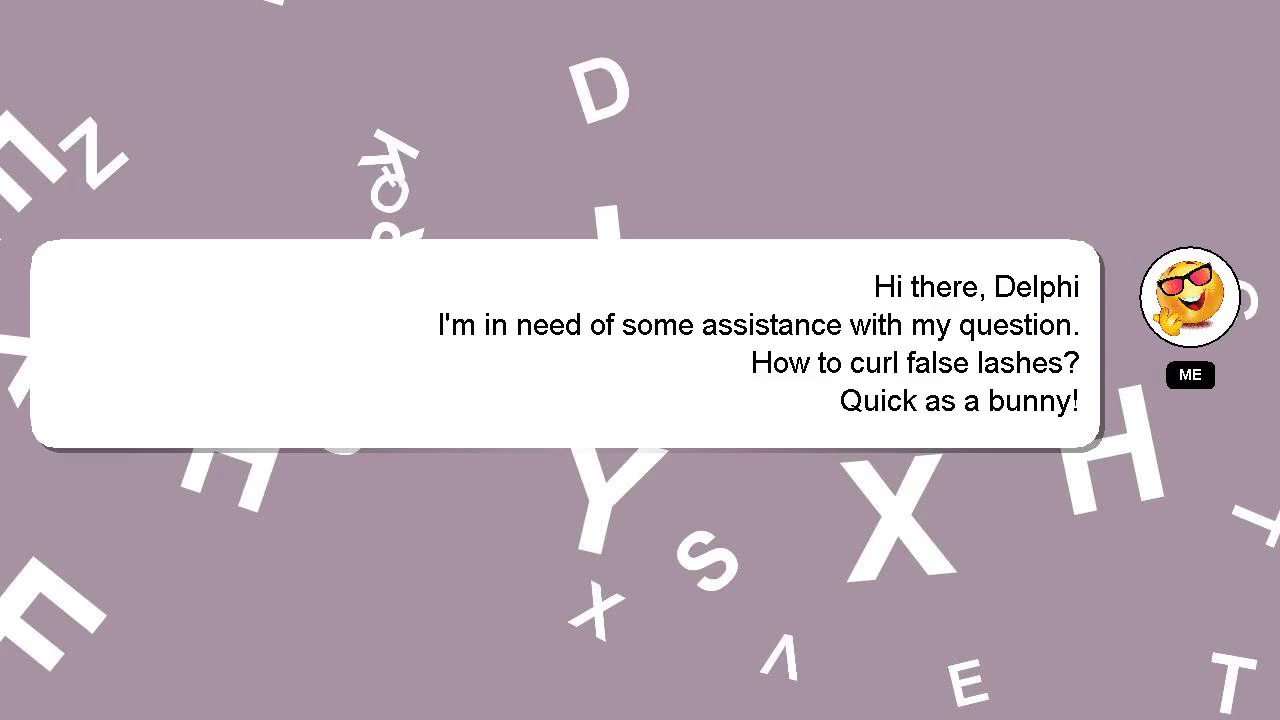 Hi there, Delphi
I'm in need of some assistance with my question.
How to curl false lashes?
Quick as a bunny!
ME
D
Z
K
H
Y
X
H
S
X
V
E
T